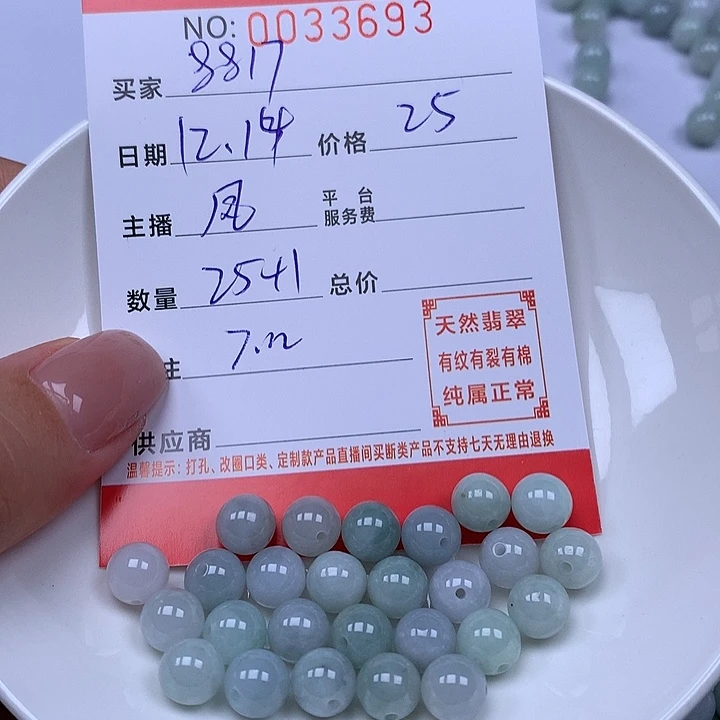 NO: 0033693
买家 8817
日期 12.14 价格 25
主播 凤 平台服务费
数量 2541 总价
主 7.12
天然翡翠
有纹有裂有棉
纯属正常
供应商
温馨提示：打孔、改圈口类、定制款产品直播间买断类产品不支持七天无理由退换